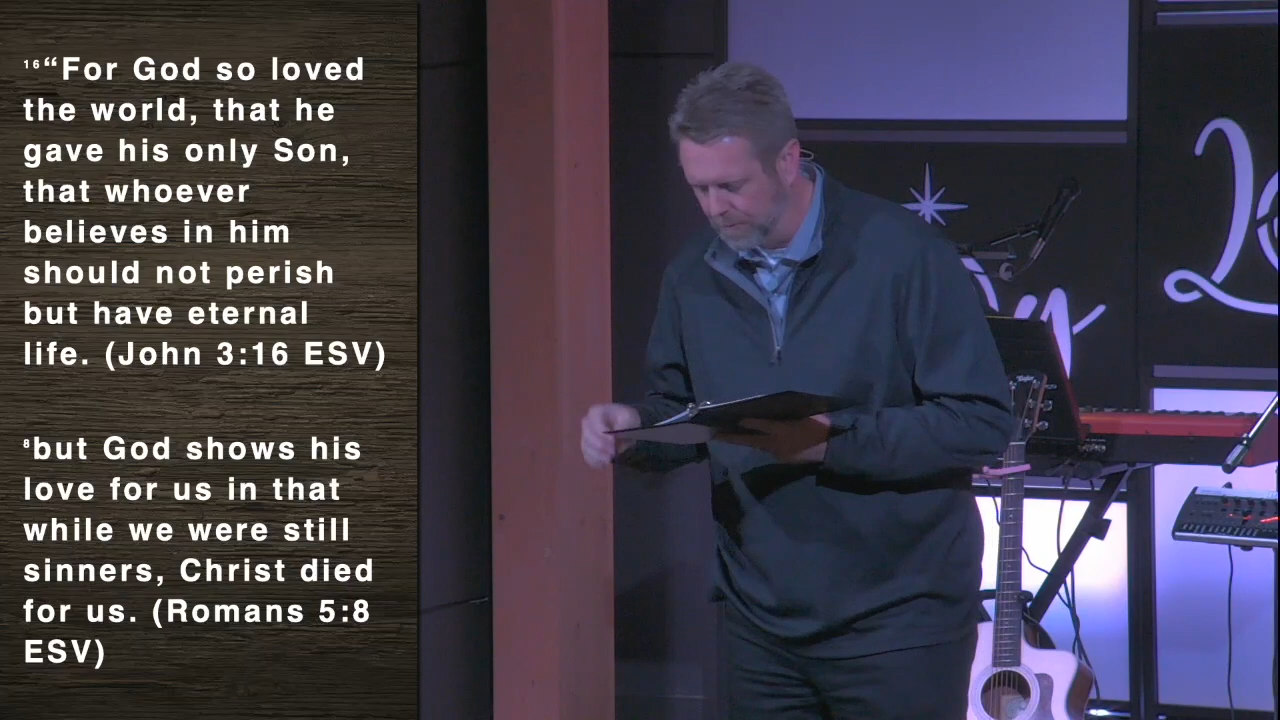 16“For God so loved
the world, that he
gave his only Son,
that whoever
believes in him
should not perish
but have eternal
life. (John 3:16 ESV)
8but God shows his
love for us in that
while we were still
sinners, Christ died
for us. (Romans 5:8
ESV)